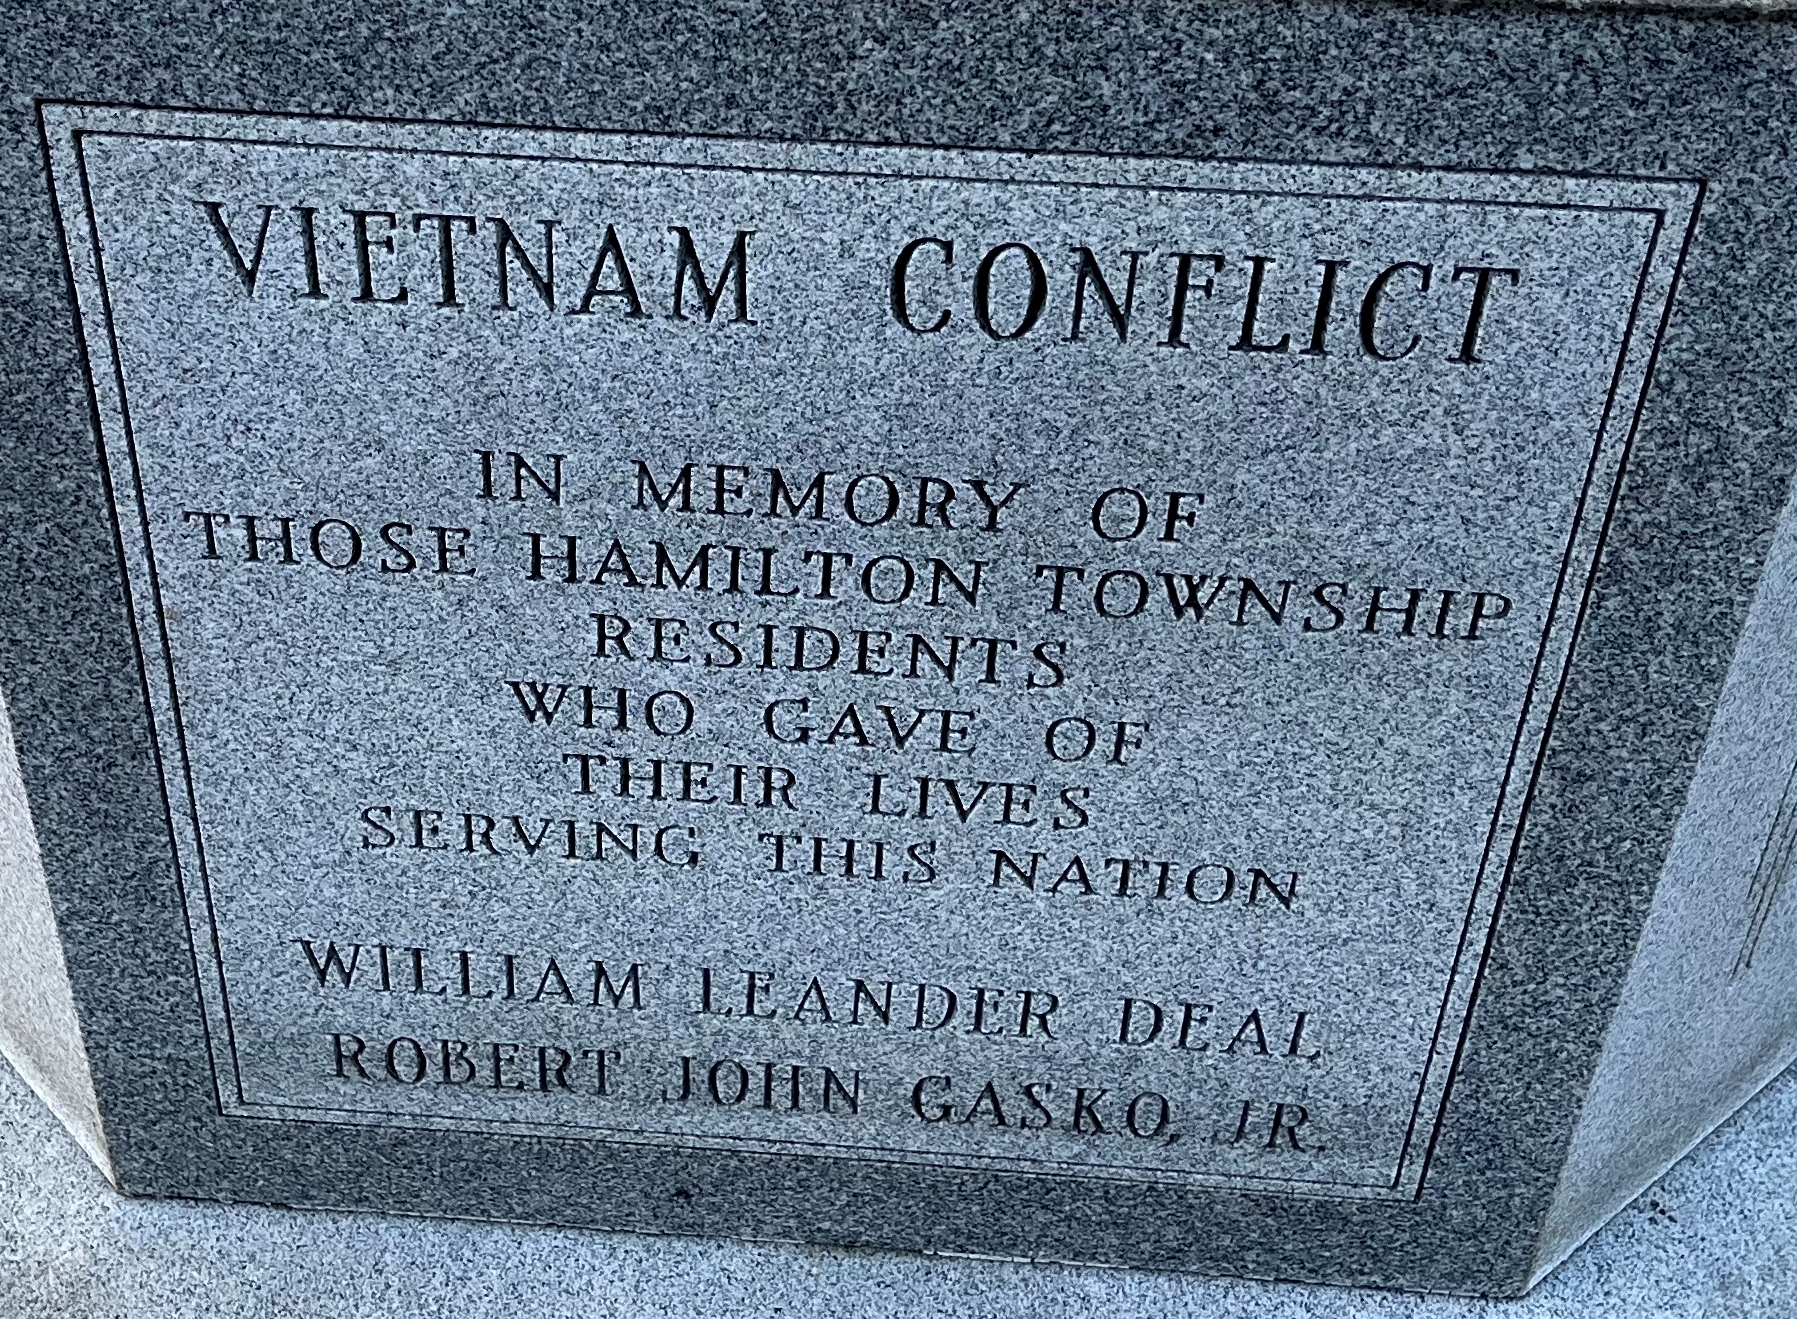 VIETNAM CONFLICT
IN MEMORY OF
THOSE HAMILTON TOWNSHIP
RESIDENTS
WHO GAVE OF
THEIR LIVES
SERVING THIS NATION
WILLIAM LEANDER DEAL
ROBERT JOHN GASKO, JR.